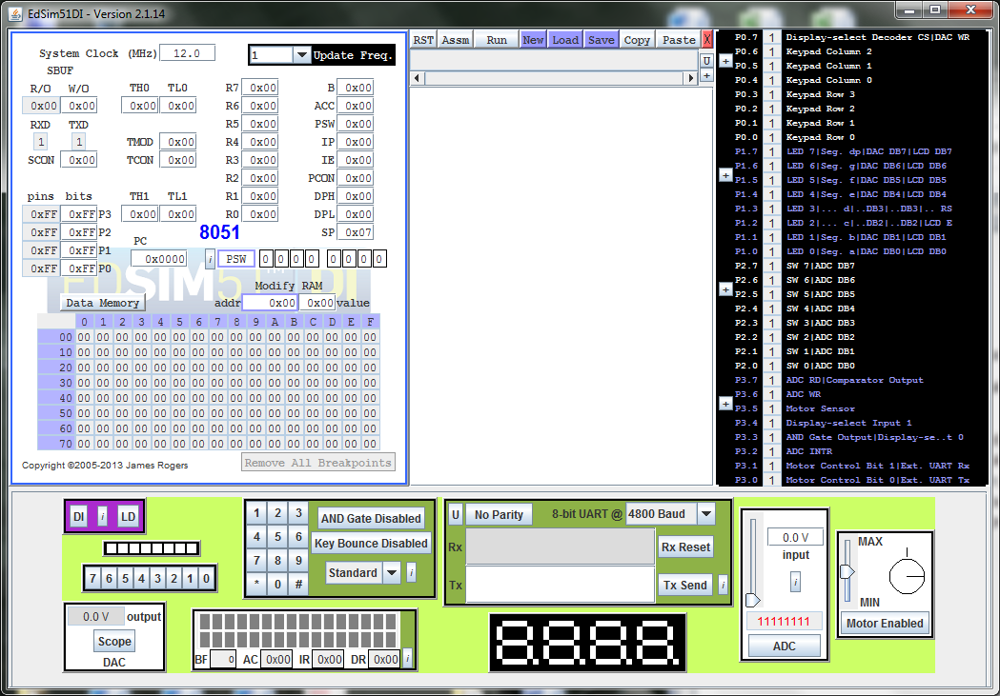 EdSim51DI - Version 2.1.14
System Clock (MHz) 12.0 1 Update Freq.
SBUF
R/O W/O TH0 TL0 R7 0x00 B 0x00
0x00 0x00 0x00 0x00 R6 0x00 ACC 0x00
RXD TXD R5 0x00 PSW 0x00
1 1 TMOD 0x00 R4 0x00 IP 0x00
SCON 0x00 TCON 0x00 R3 0x00 IE 0x00
R2 0x00 PCON 0x00
pins bits TH1 TL1 R1 0x00 DPH 0x00
0xFF 0xFF P3 0x00 0x00 R0 0x00 DPL 0x00
0xFF 0xFF P2 8051 SP 0x07
PC
0xFF 0xFF P1 0x0000 i PSW 0 0 0 0 0 0 0 0
0xFF 0xFF P0
EDSIM51 DI
Modify RAM
Data Memory addr 0x00 0x00 value
0 1 2 3 4 5 6 7 8 9 A B C D E F
00 00 00 00 00 00 00 00 00 00 00 00 00 00 00 00 00
10 00 00 00 00 00 00 00 00 00 00 00 00 00 00 00 00
20 00 00 00 00 00 00 00 00 00 00 00 00 00 00 00 00
30 00 00 00 00 00 00 00 00 00 00 00 00 00 00 00 00
40 00 00 00 00 00 00 00 00 00 00 00 00 00 00 00 00
50 00 00 00 00 00 00 00 00 00 00 00 00 00 00 00 00
60 00 00 00 00 00 00 00 00 00 00 00 00 00 00 00 00
70 00 00 00 00 00 00 00 00 00 00 00 00 00 00 00 00
Copyright ©2005-2013 James Rogers Remove All Breakpoints
RST Assm Run New Load Save Copy Paste X
U
+
P0.7 1 Display-select Decoder CS|DAC WR
P0.6 1 Keypad Column 2
+
P0.5 1 Keypad Column 1
P0.4 1 Keypad Column 0
P0.3 1 Keypad Row 3
P0.2 1 Keypad Row 2
P0.1 1 Keypad Row 1
P0.0 1 Keypad Row 0
P1.7 1 LED 7|Seg. dp|DAC DB7|LCD DB7
P1.6 1 LED 6|Seg. g|DAC DB6|LCD DB6
+
P1.5 1 LED 5|Seg. f|DAC DB5|LCD DB5
P1.4 1 LED 4|Seg. e|DAC DB4|LCD DB4
P1.3 1 LED 3|... d|..DB3|..DB3|.. RS
P1.2 1 LED 2|... c|..DB2|..DB2|LCD E
P1.1 1 LED 1|Seg. b|DAC DB1|LCD DB1
P1.0 1 LED 0|Seg. a|DAC DB0|LCD DB0
P2.7 1 SW 7|ADC DB7
P2.6 1 SW 6|ADC DB6
+
P2.5 1 SW 5|ADC DB5
P2.4 1 SW 4|ADC DB4
P2.3 1 SW 3|ADC DB3
P2.2 1 SW 2|ADC DB2
P2.1 1 SW 1|ADC DB1
P2.0 1 SW 0|ADC DB0
P3.7 1 ADC RD|Comparator Output
P3.6 1 ADC WR
+
P3.5 1 Motor Sensor
P3.4 1 Display-select Input 1
P3.3 1 AND Gate Output|Display-se..t 0
P3.2 1 ADC INTR
P3.1 1 Motor Control Bit 1|Ext. UART Rx
P3.0 1 Motor Control Bit 0|Ext. UART Tx
DI i LD
7 6 5 4 3 2 1 0
0.0 V output
Scope
DAC
1 2 3
4 5 6
7 8 9
* 0 #
AND Gate Disabled
Key Bounce Disabled
Standard i
BF 0 AC 0x00 IR 0x00 DR 0x00 i
U No Parity 8-bit UART @ 4800 Baud
Rx Rx Reset
Tx Tx Send i
8.8.8.8.
0.0 V
input
i
11111111
ADC
MAX
MIN
Motor Enabled